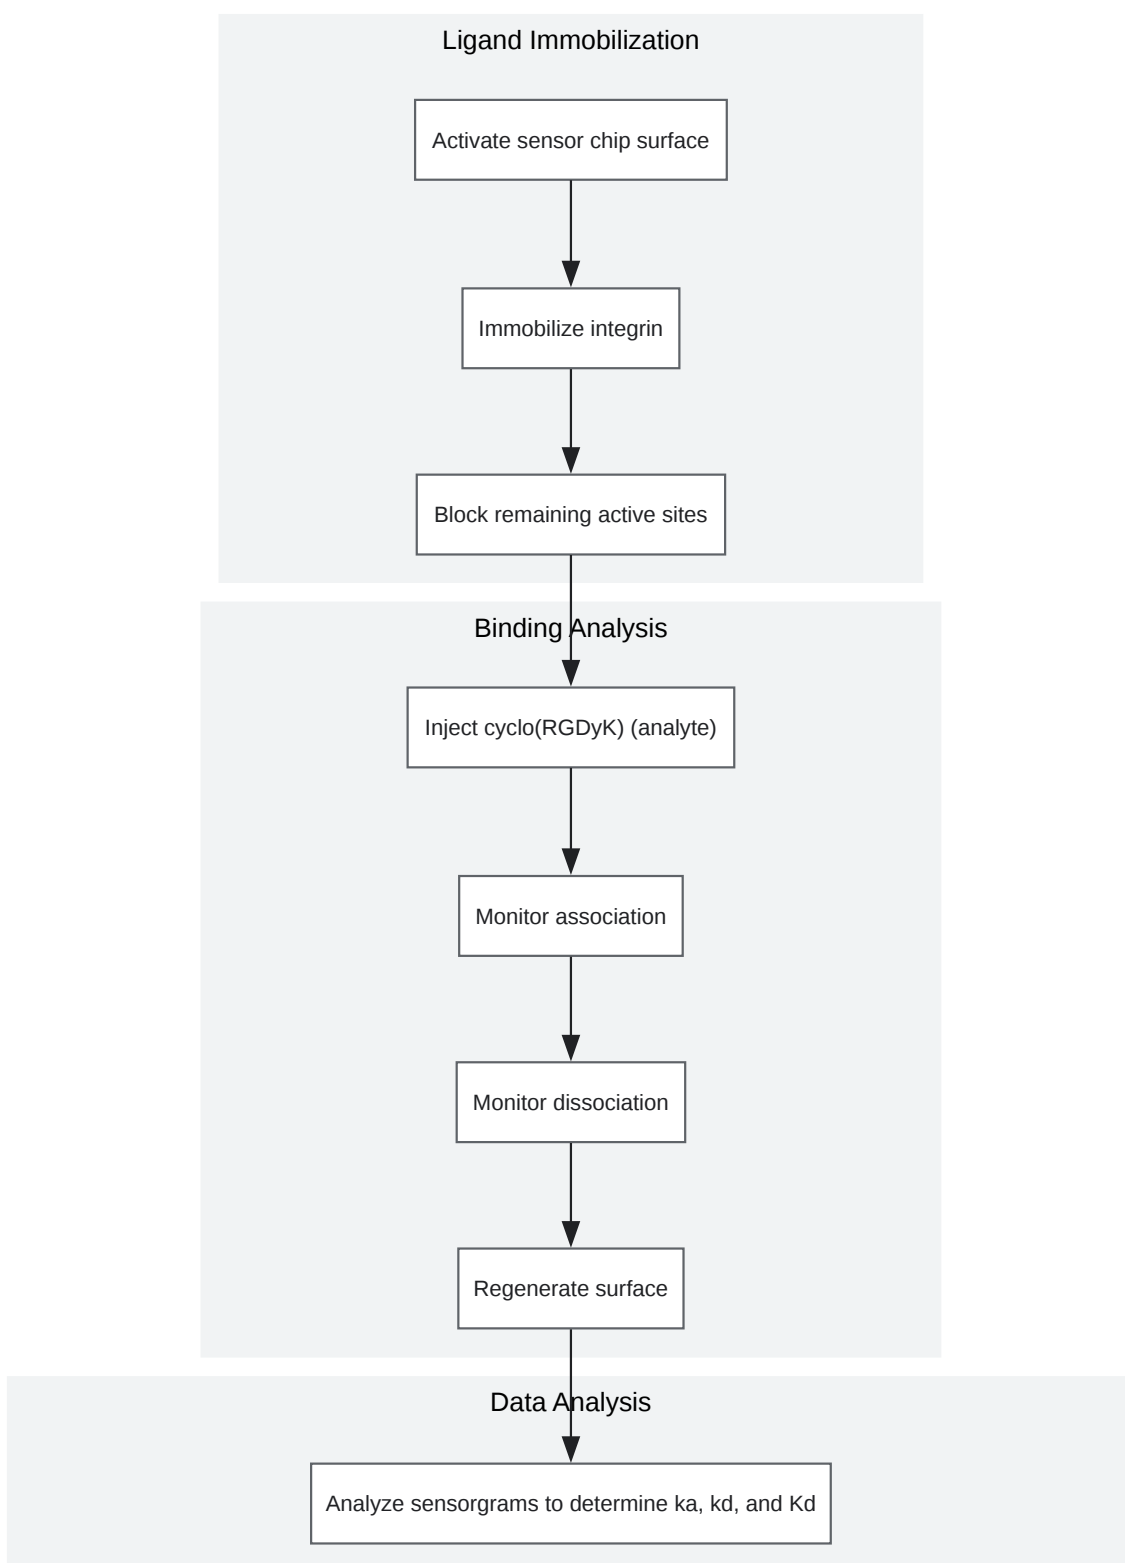 Ligand Immobilization
Activate sensor chip surface
Immobilize integrin
Block remaining active sites
Binding Analysis
Inject cyclo(RGDyK) (analyte)
Monitor association
Monitor dissociation
Regenerate surface
Data Analysis
Analyze sensorgrams to determine ka, kd, and Kd